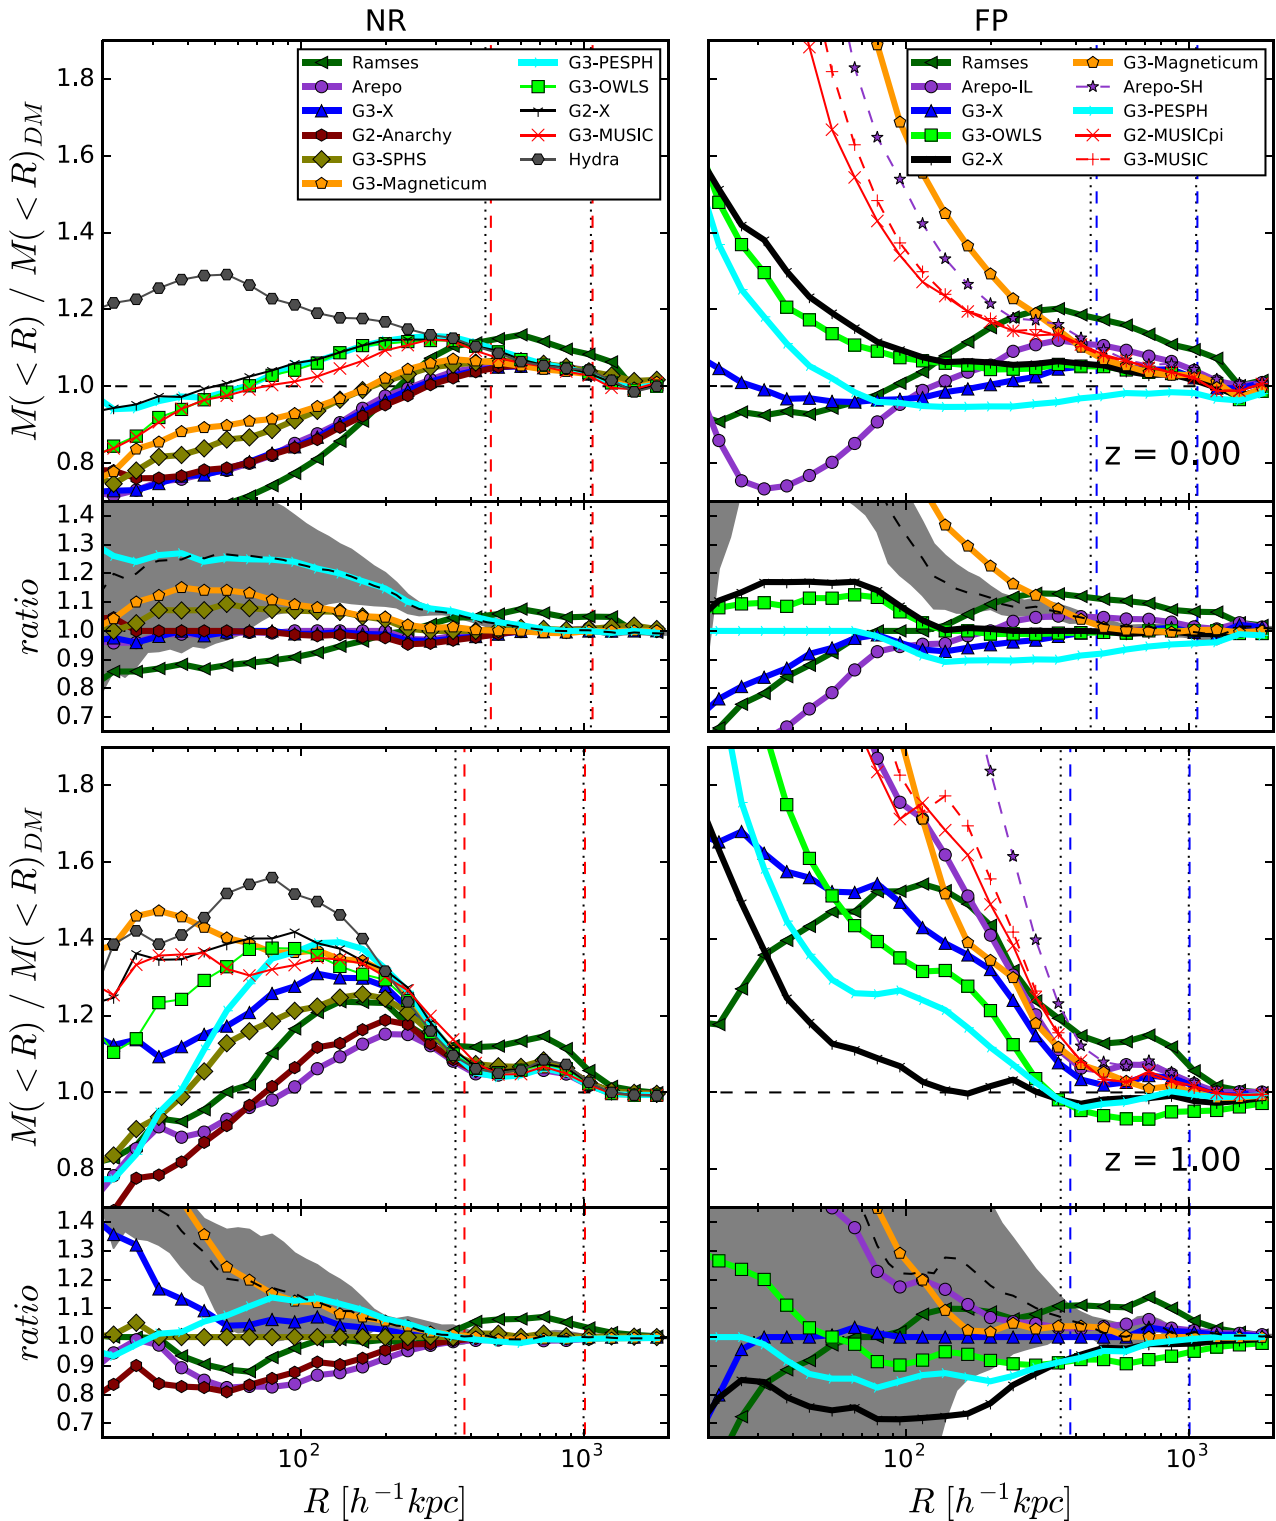 NR
FP
M(< R) / M(< R)DM
1.8
1.6
1.4
1.2
1.0
0.8
Ramses
Arepo
G3-X
G2-Anarchy
G3-SPHS
G3-Magneticum
G3-PESPH
G3-OWLS
G2-X
G3-MUSIC
Hydra
Ramses
Arepo-IL
G3-X
G3-OWLS
G2-X
G3-Magneticum
Arepo-SH
G3-PESPH
G2-MUSICpi
G3-MUSIC
z = 0.00
ratio
1.4
1.3
1.2
1.1
1.0
0.9
0.8
0.7
M(< R) / M(< R)DM
1.8
1.6
1.4
1.2
1.0
0.8
z = 1.00
ratio
1.4
1.3
1.2
1.1
1.0
0.9
0.8
0.7
10² 10³
10² 10³
R [h⁻¹kpc]
R [h⁻¹kpc]